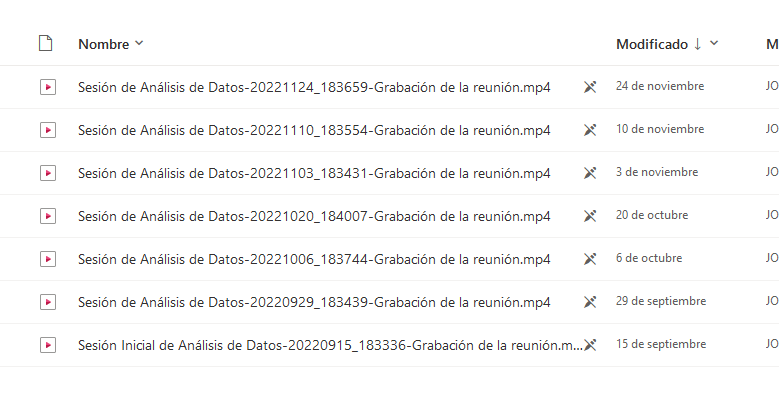 Nombre Modificado M
Sesión de Análisis de Datos-20221124_183659-Grabación de la reunión.mp4 24 de noviembre JO
Sesión de Análisis de Datos-20221110_183554-Grabación de la reunión.mp4 10 de noviembre JO
Sesión de Análisis de Datos-20221103_183431-Grabación de la reunión.mp4 3 de noviembre JO
Sesión de Análisis de Datos-20221020_184007-Grabación de la reunión.mp4 20 de octubre JO
Sesión de Análisis de Datos-20221006_183744-Grabación de la reunión.mp4 6 de octubre JO
Sesión de Análisis de Datos-20220929_183439-Grabación de la reunión.mp4 29 de septiembre JO
Sesión Inicial de Análisis de Datos-20220915_183336-Grabación de la reunión.m... 15 de septiembre JO